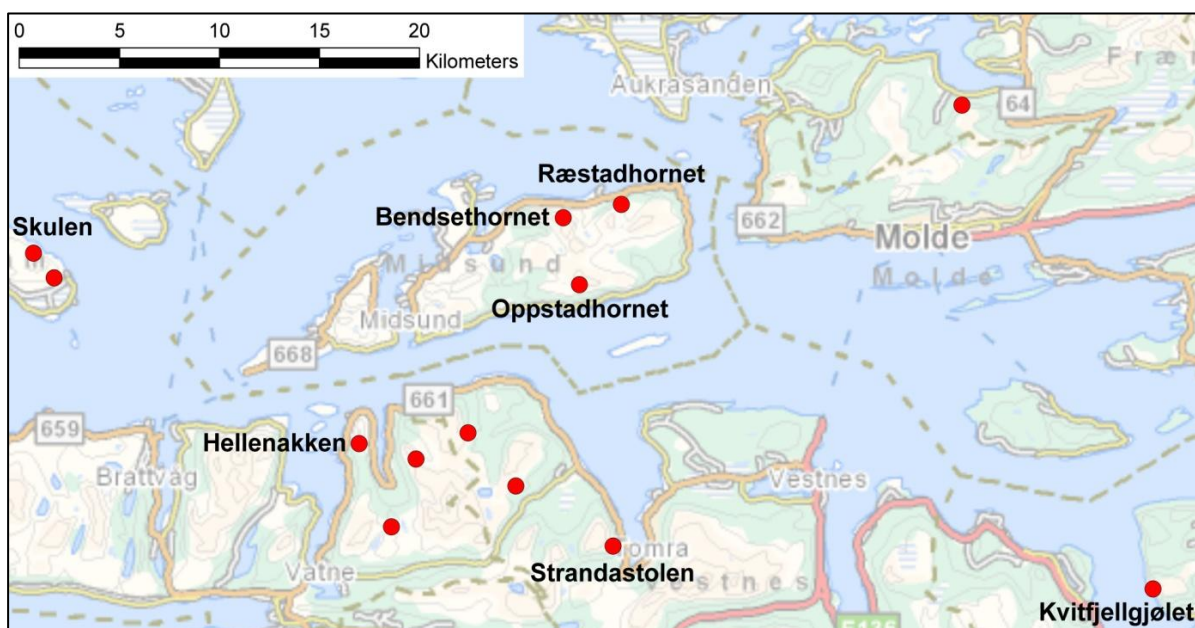 0 5 10 15 20
Kilometers
Aukrasanden
Fræ
64
Ræstadhornet
Bendsethornet
662
Skulen
Molde
Midsund
Molde
Oppstadhornet
Midsund
668
661
659
Hellenakken
Brattvåg
Vestnes
Tomra
Vatne
Strandastolen
Vestnes
Kvitfjellgjølet
E136